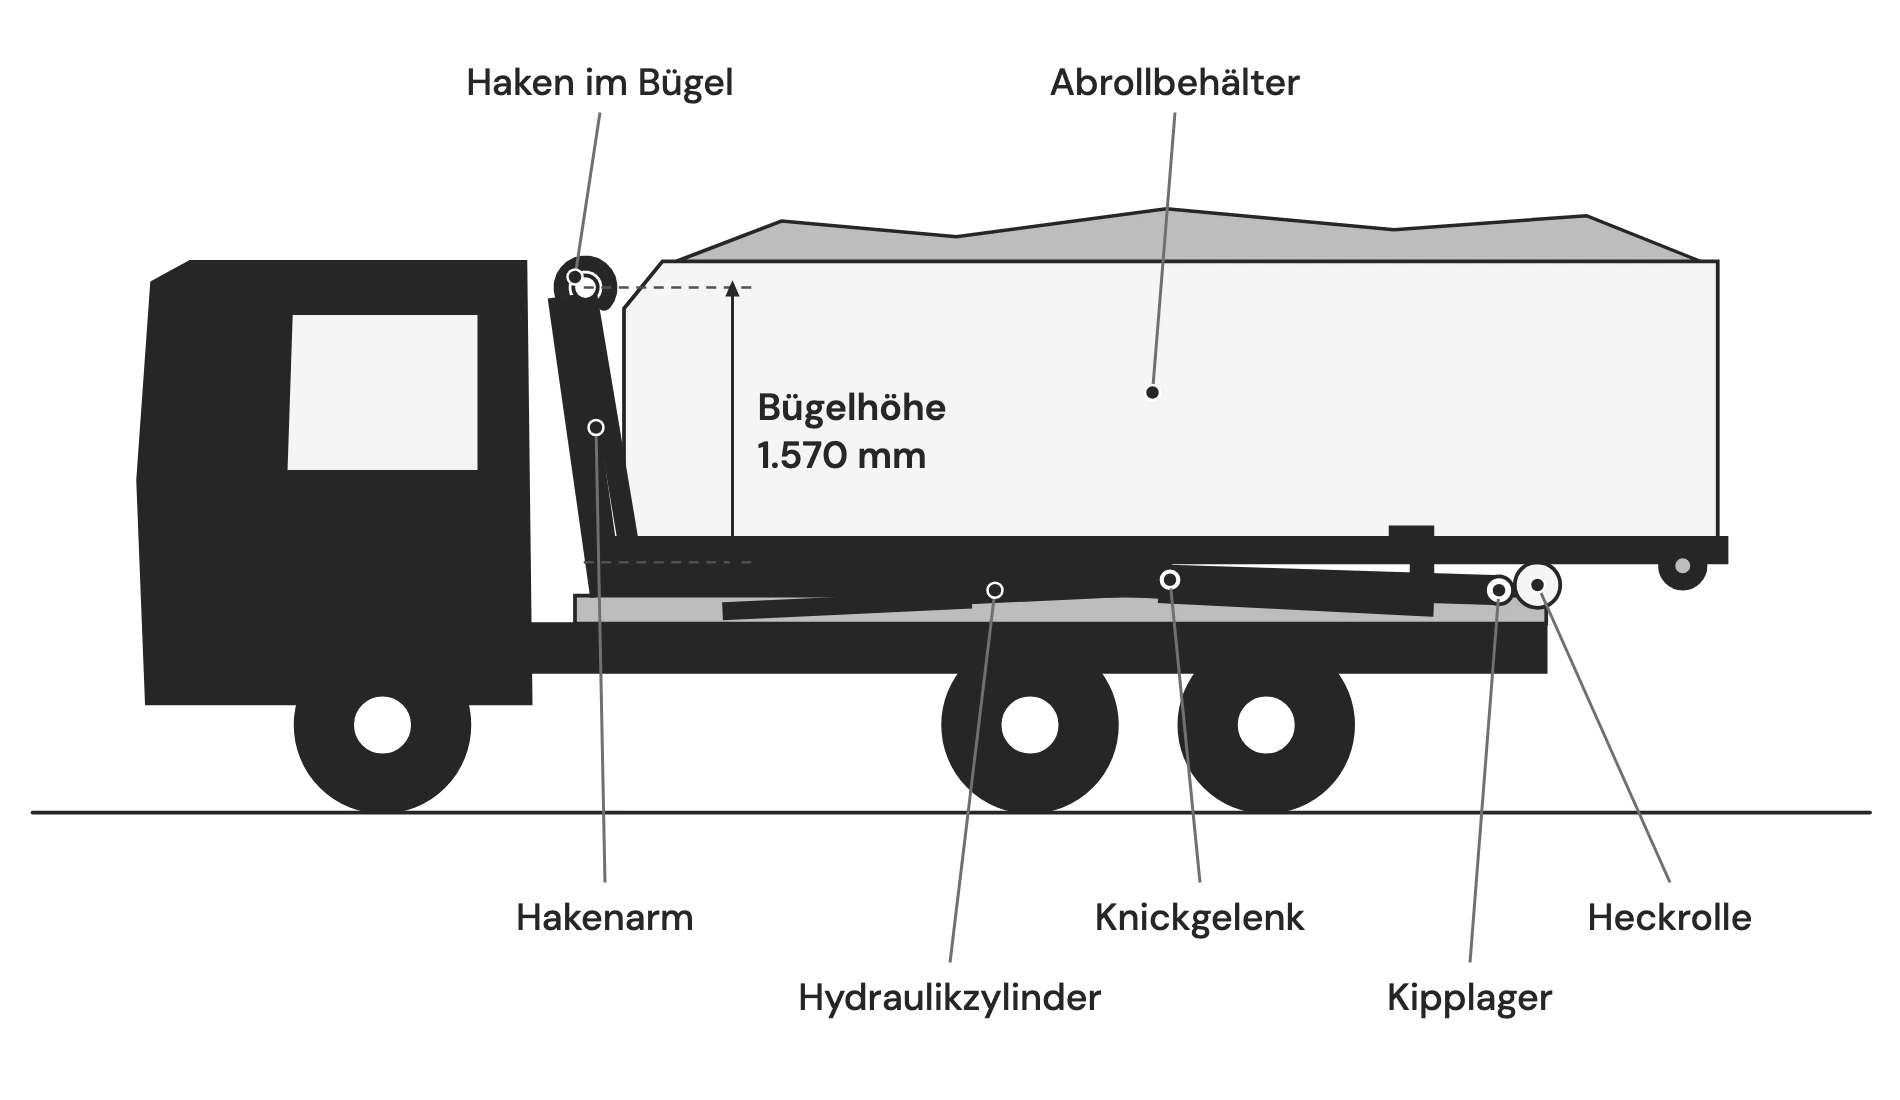 Haken im Bügel
Abrollbehälter
Bügelhöhe
1.570 mm
Hakenarm
Knickgelenk
Heckrolle
Hydraulikzylinder
Kipplager